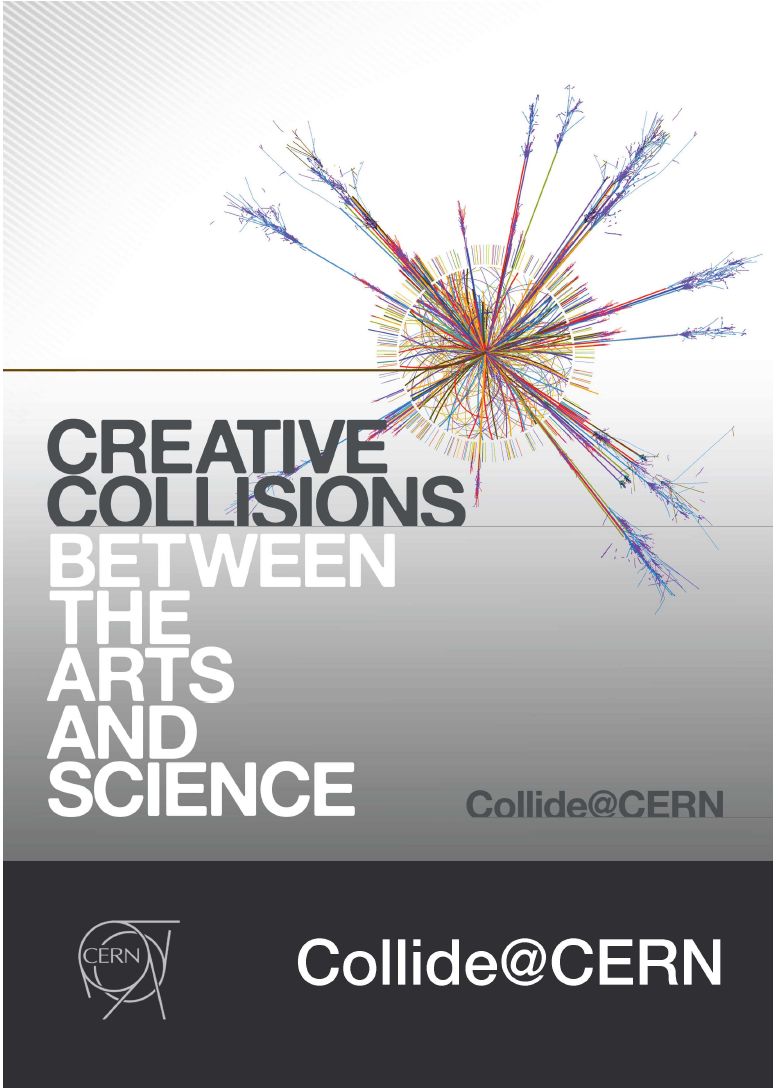 CREATIVE
COLLISIONS
BETWEEN
THE
ARTS
AND
SCIENCE
Collide@CERN
CERN
Collide@CERN